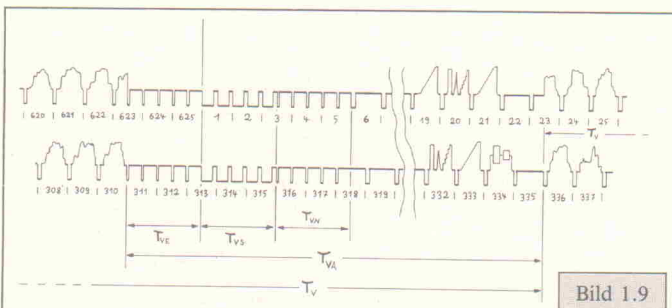 620 | 621 | 622 | 623 | 624 | 625 | 1 | 2 | 3 | 4 | 5 | 6 | 19 | 20 | 21 | 22 | 23 | 24 | 25 |
Tv
| 308 | 309 | 310 | 311 | 312 | 313 | 314 | 315 | 316 | 317 | 318 | 319 | 332 | 333 | 334 | 335 | 336 | 337 |
TVE TVS TVN
TVA
Tv
Bild 1.9